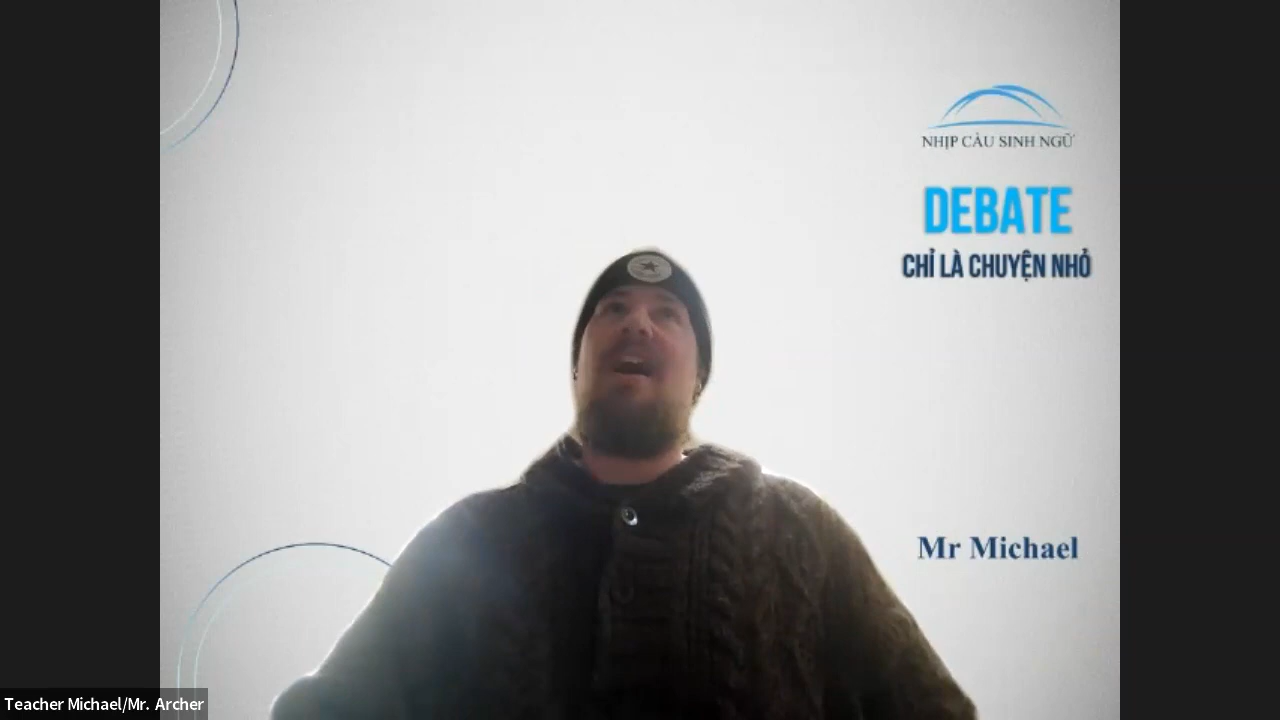 NHỊP CẦU SINH NGỮ
DEBATE
CHỈ LÀ CHUYỆN NHỎ
Mr Michael
Teacher Michael/Mr. Archer